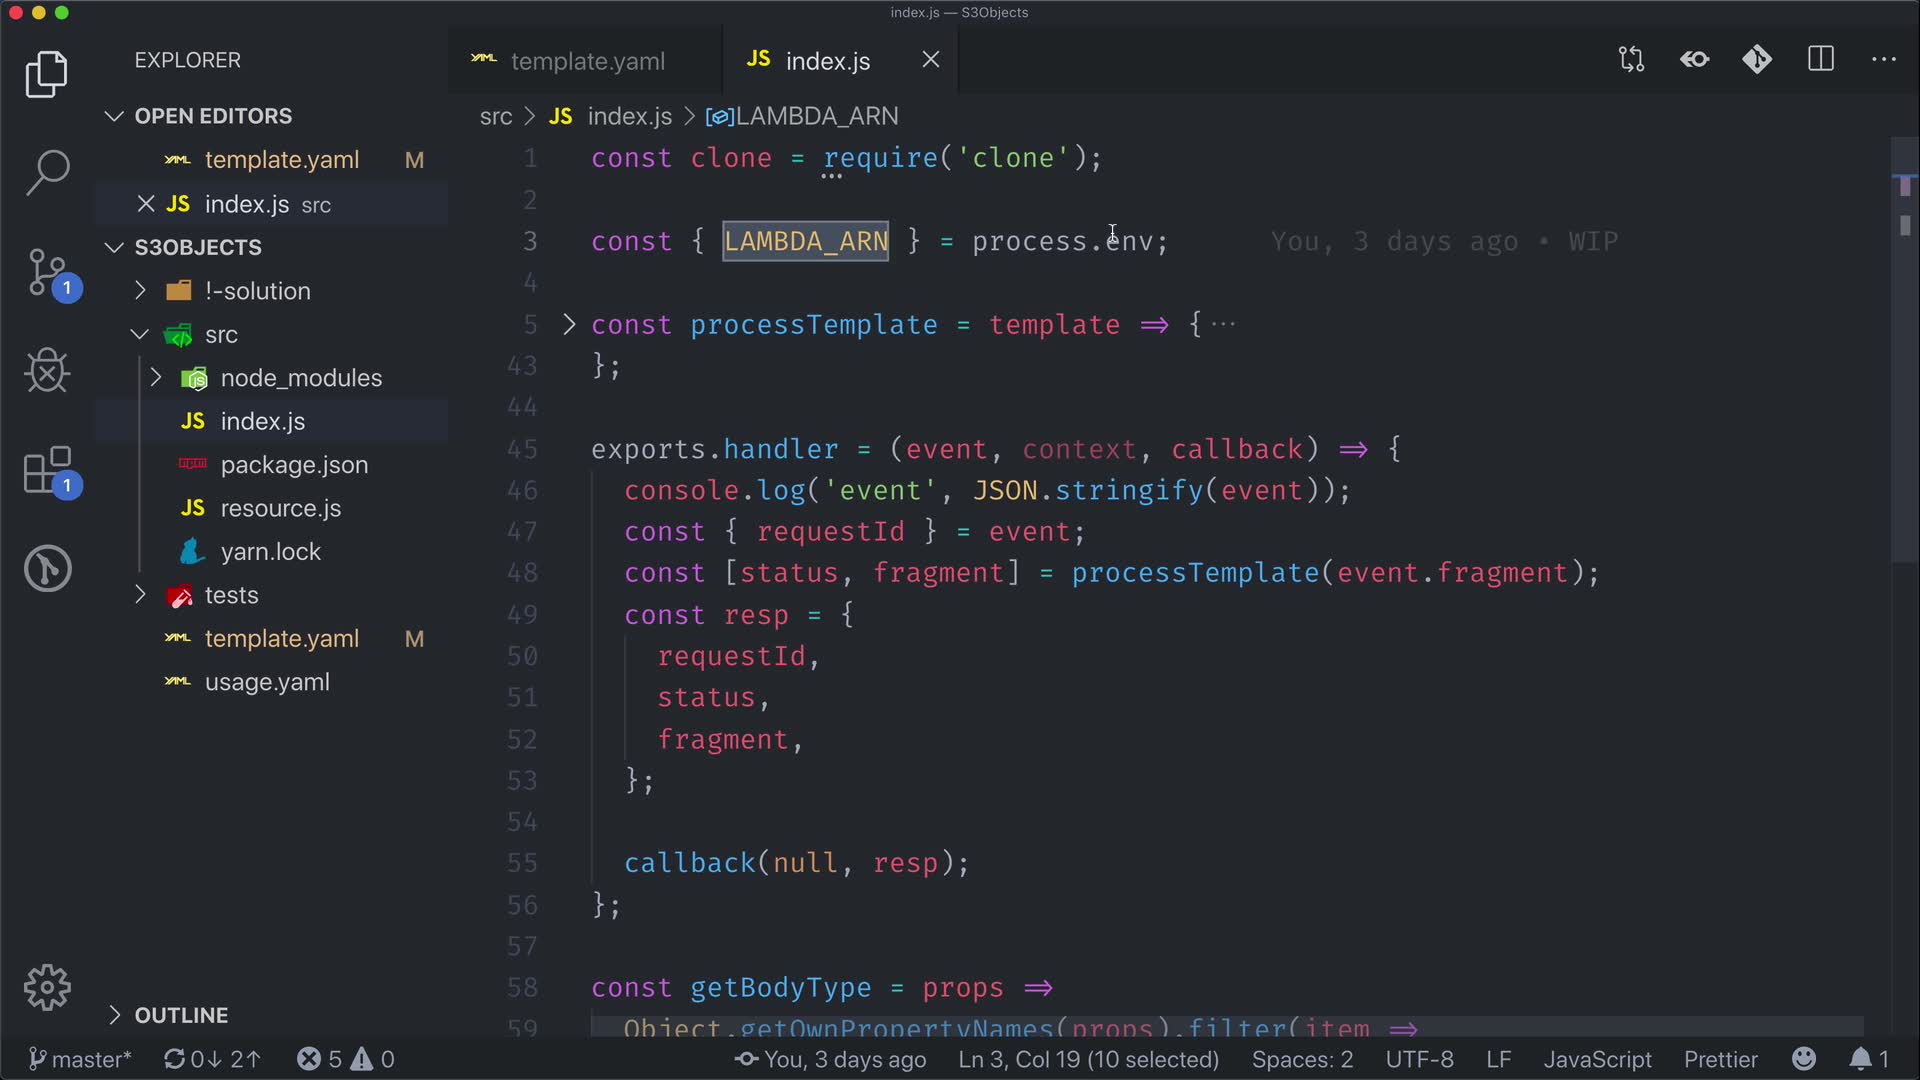 index.js — S3Objects
EXPLORER
OPEN EDITORS
template.yaml M
JS index.js src
S3OBJECTS
!-solution
src
node_modules
JS index.js
package.json
JS resource.js
yarn.lock
tests
template.yaml M
usage.yaml
OUTLINE
1
1
template.yaml
JS index.js
src > JS index.js > LAMBDA_ARN
1 const clone = require('clone');
2
3 const { LAMBDA_ARN } = process.env; You, 3 days ago • WIP
4
5 const processTemplate = template => {···
43 };
44
45 exports.handler = (event, context, callback) => {
46 console.log('event', JSON.stringify(event));
47 const { requestId } = event;
48 const [status, fragment] = processTemplate(event.fragment);
49 const resp = {
50 requestId,
51 status,
52 fragment,
53 };
54
55 callback(null, resp);
56 };
57
58 const getBodyType = props =>
59 Object.getOwnPropertyNames(props).filter(item =>
master* 0↓ 2↑ 5 0 You, 3 days ago Ln 3, Col 19 (10 selected) Spaces: 2 UTF-8 LF JavaScript Prettier 1